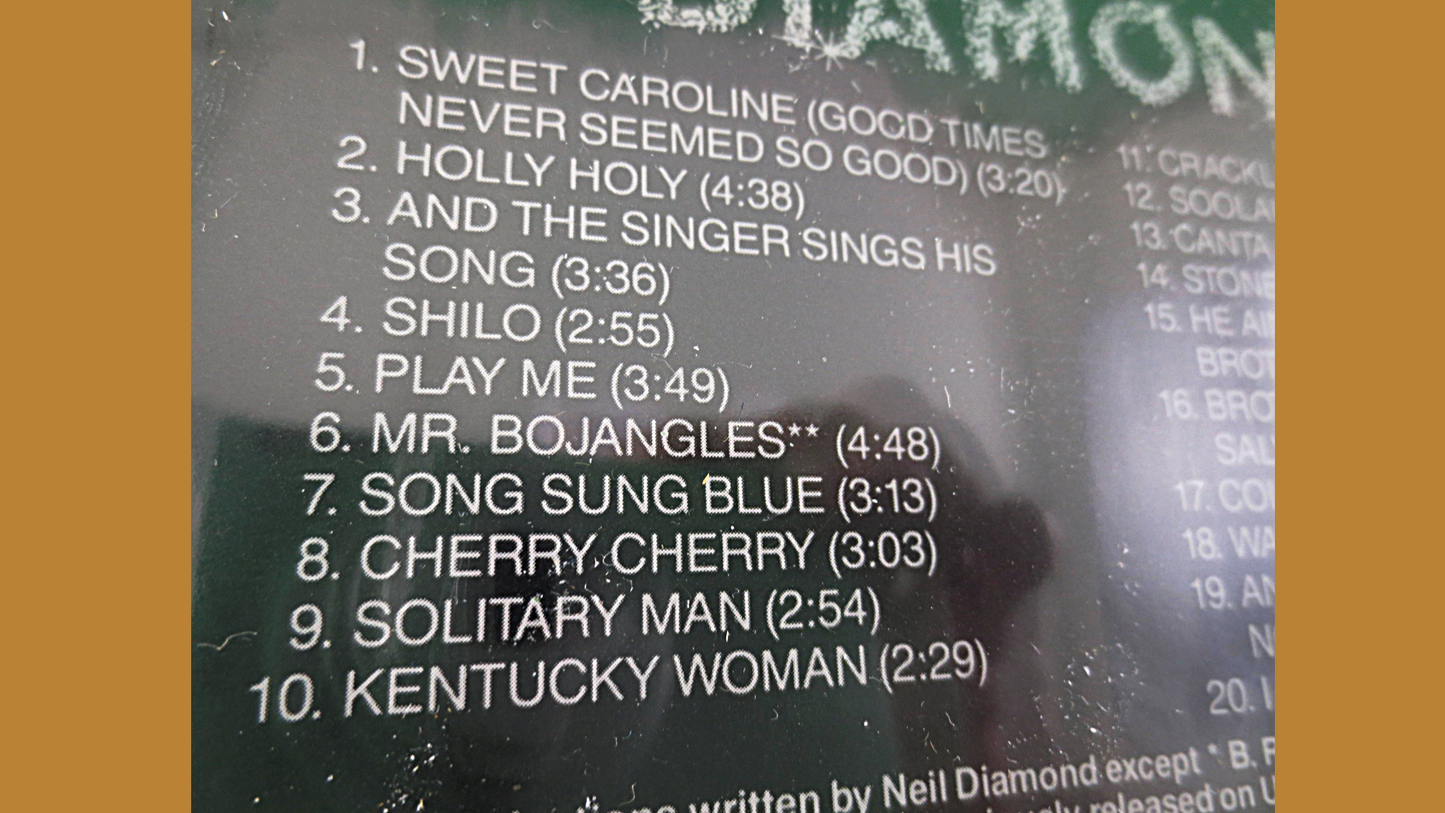 DIAMON
1. SWEET CAROLINE (GOOD TIMES
NEVER SEEMED SO GOOD) (3:20)
2. HOLLY HOLY (4:38)
3. AND THE SINGER SINGS HIS
SONG (3:36)
4. SHILO (2:55)
5. PLAY ME (3:49)
6. MR. BOJANGLES** (4:48)
7. SONG SUNG BLUE (3:13)
8. CHERRY CHERRY (3:03)
9. SOLITARY MAN (2:54)
10. KENTUCKY WOMAN (2:29)
11. CRACKL
12. SOOLA
13. CANTA
14. STONE
15. HE AI
BROT
16. BRO
SAL
17. CO
18. WA
19. AN
N
20. I
written by Neil Diamond except * B. R
released on U